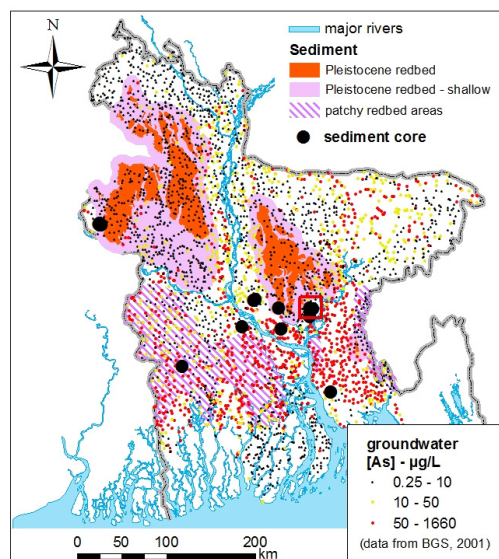 N
major rivers
Sediment
Pleistocene redbed
Pleistocene redbed - shallow
patchy redbed areas
sediment core
groundwater
[As] - µg/L
0.25 - 10
10 - 50
50 - 1660
(data from BGS, 2001)
0 50 100 200
km